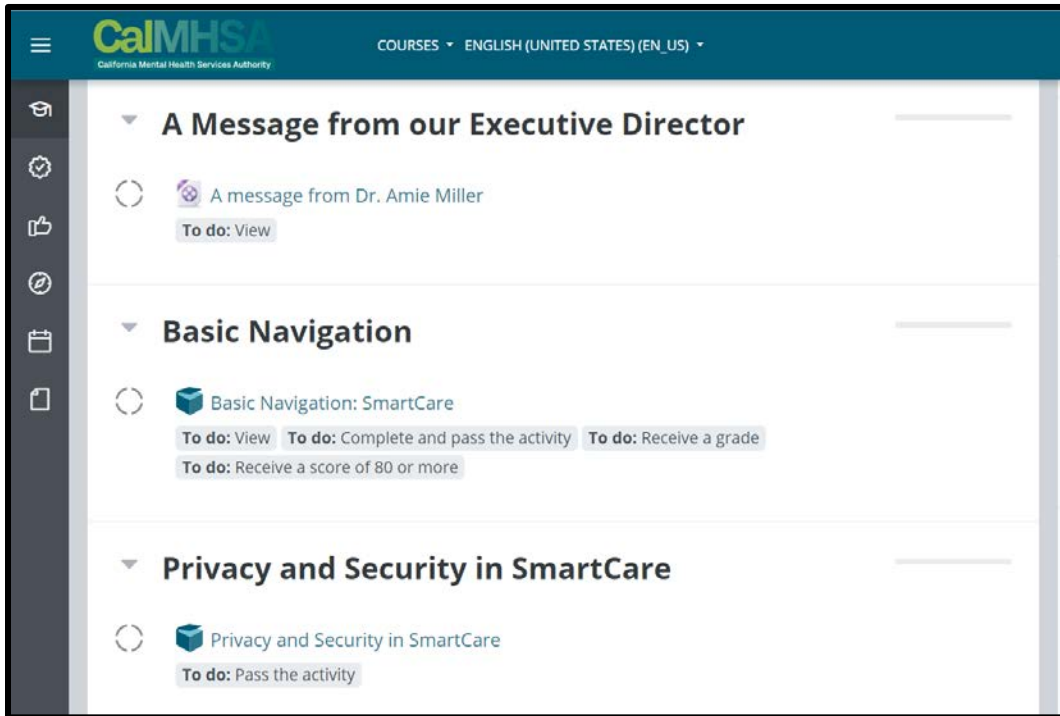 CalMHSA
California Mental Health Services Authority
COURSES ENGLISH (UNITED STATES) (EN_US)
A Message from our Executive Director
A message from Dr. Amie Miller
To do: View
Basic Navigation
Basic Navigation: SmartCare
To do: View To do: Complete and pass the activity To do: Receive a grade
To do: Receive a score of 80 or more
Privacy and Security in SmartCare
Privacy and Security in SmartCare
To do: Pass the activity